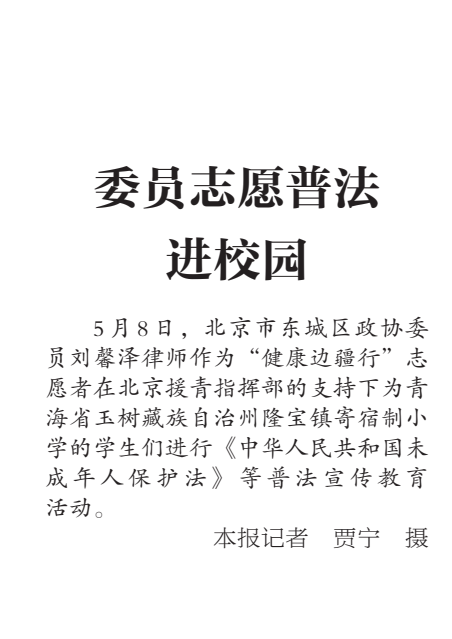 委员志愿普法
进校园
5月8日，北京市东城区政协委
员刘馨泽律师作为“健康边疆行”志
愿者在北京援青指挥部的支持下为青
海省玉树藏族自治州隆宝镇寄宿制小
学的学生们进行《中华人民共和国未
成年人保护法》等普法宣传教育
活动。
本报记者　贾宁　摄